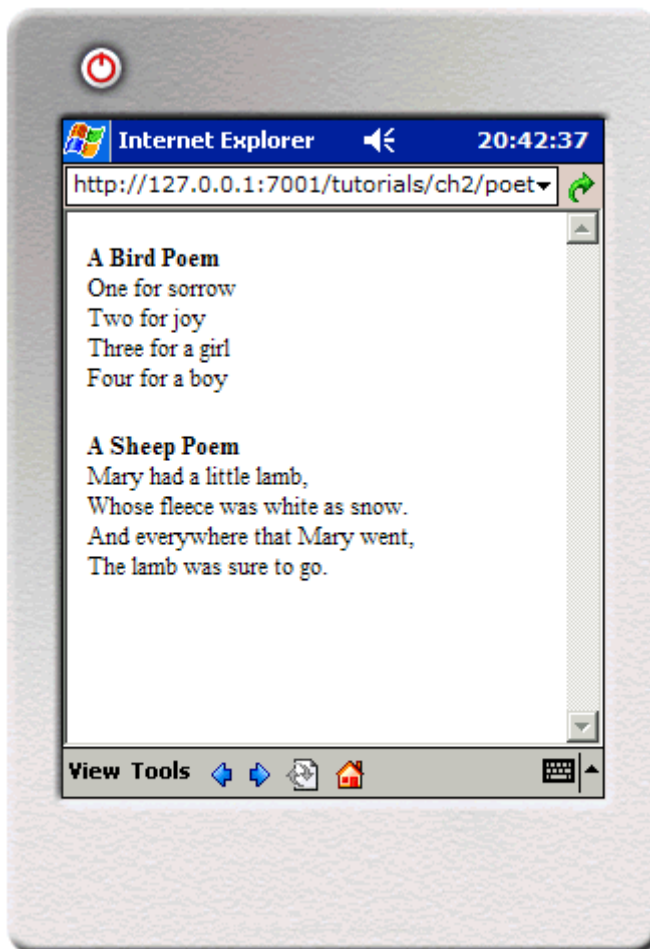 Internet Explorer 20:42:37
http://127.0.0.1:7001/tutorials/ch2/poet
A Bird Poem
One for sorrow
Two for joy
Three for a girl
Four for a boy
A Sheep Poem
Mary had a little lamb,
Whose fleece was white as snow.
And everywhere that Mary went,
The lamb was sure to go.
View Tools